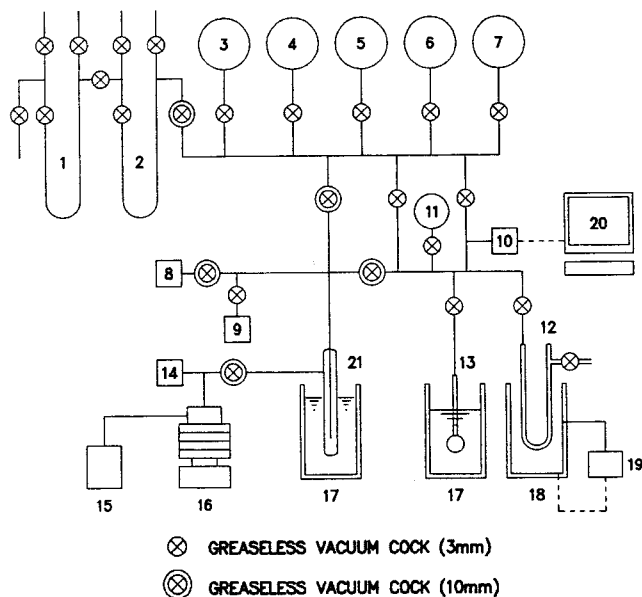 3 4 5 6 7
1 2
11
10 20
8
9
12
14 21 13
15 16 17 17 18 19
GREASELESS VACUUM COCK (3mm)
GREASELESS VACUUM COCK (10mm)